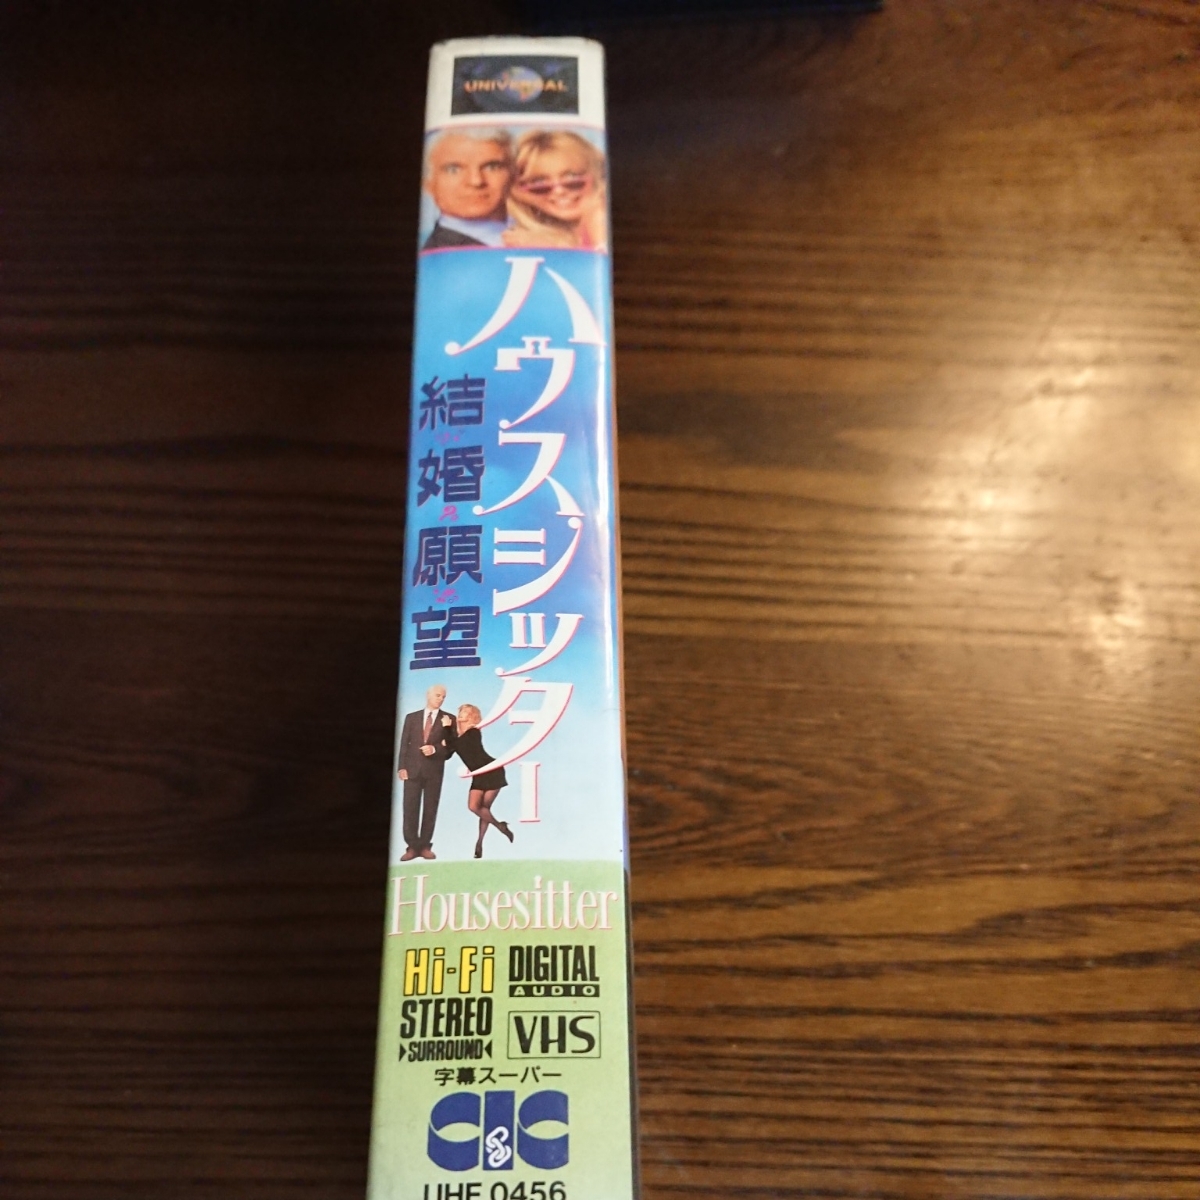 UNIVERSAL
ハウスシッター
結婚願望
Housesitter
Hi-Fi
STEREO
SURROUND
DIGITAL
AUDIO
VHS
字幕スーパー
CIC
UHF 0456